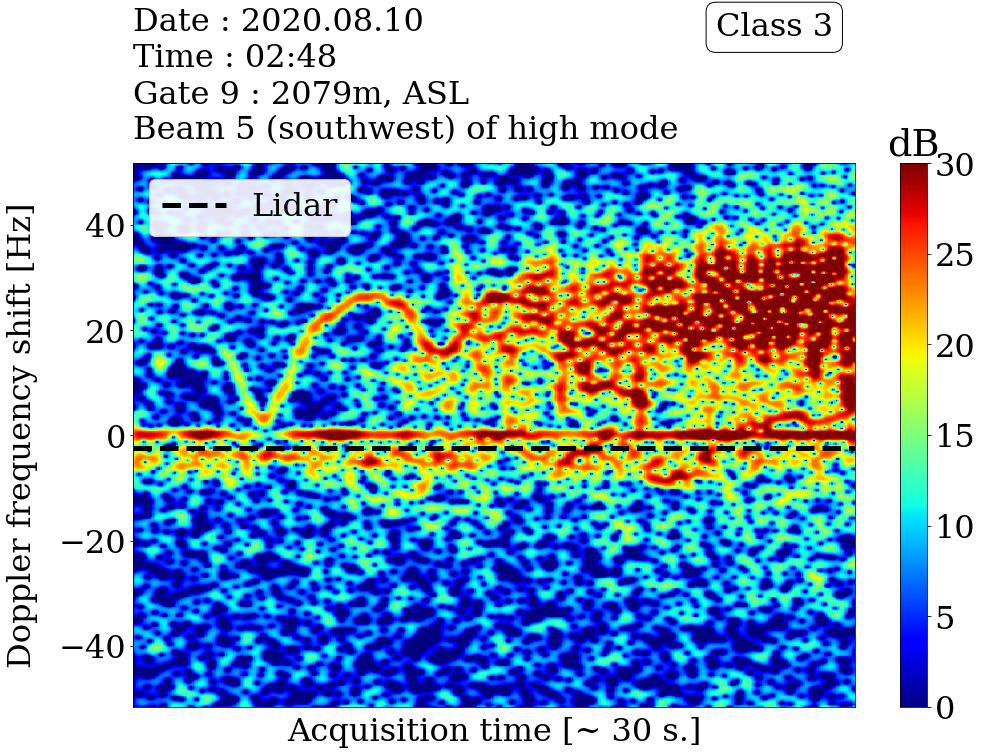 Date : 2020.08.10
Time : 02:48
Gate 9 : 2079m, ASL
Beam 5 (southwest) of high mode
Class 3
dB
Lidar
Doppler frequency shift [Hz]
40
20
0
−20
−40
Acquisition time [~ 30 s.]
30
25
20
15
10
5
0